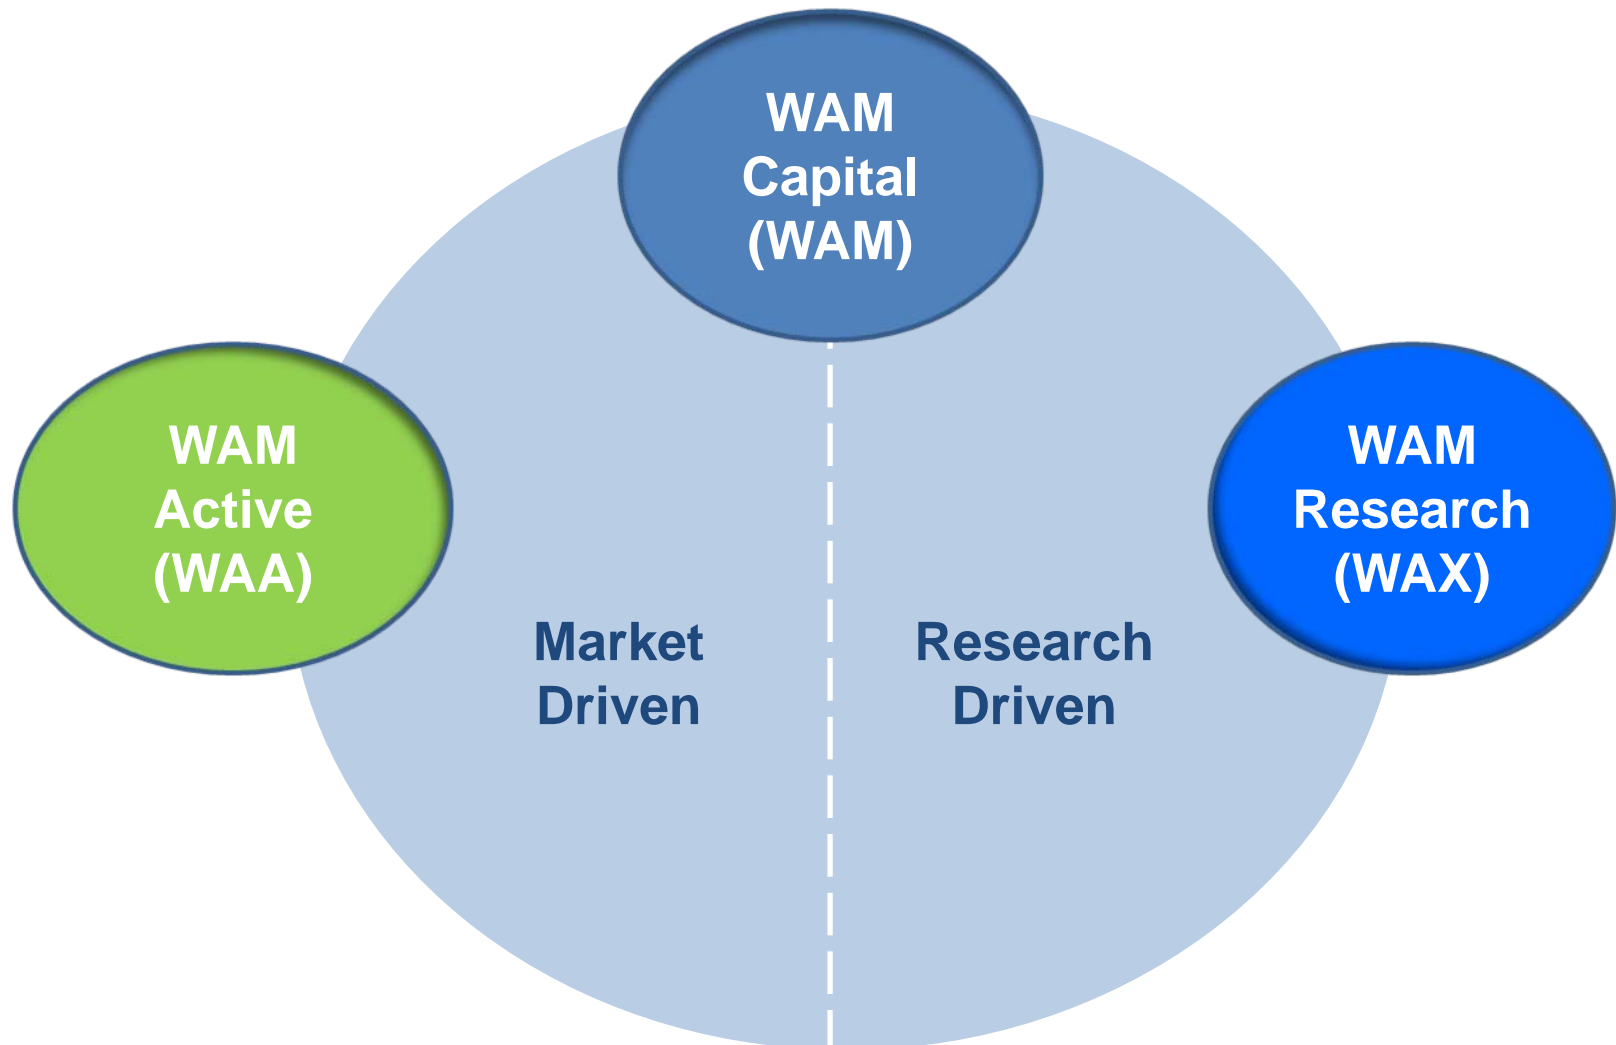 WAM
Capital
(WAM)
WAM
Active
(WAA)
WAM
Research
(WAX)
Market
Driven
Research
Driven